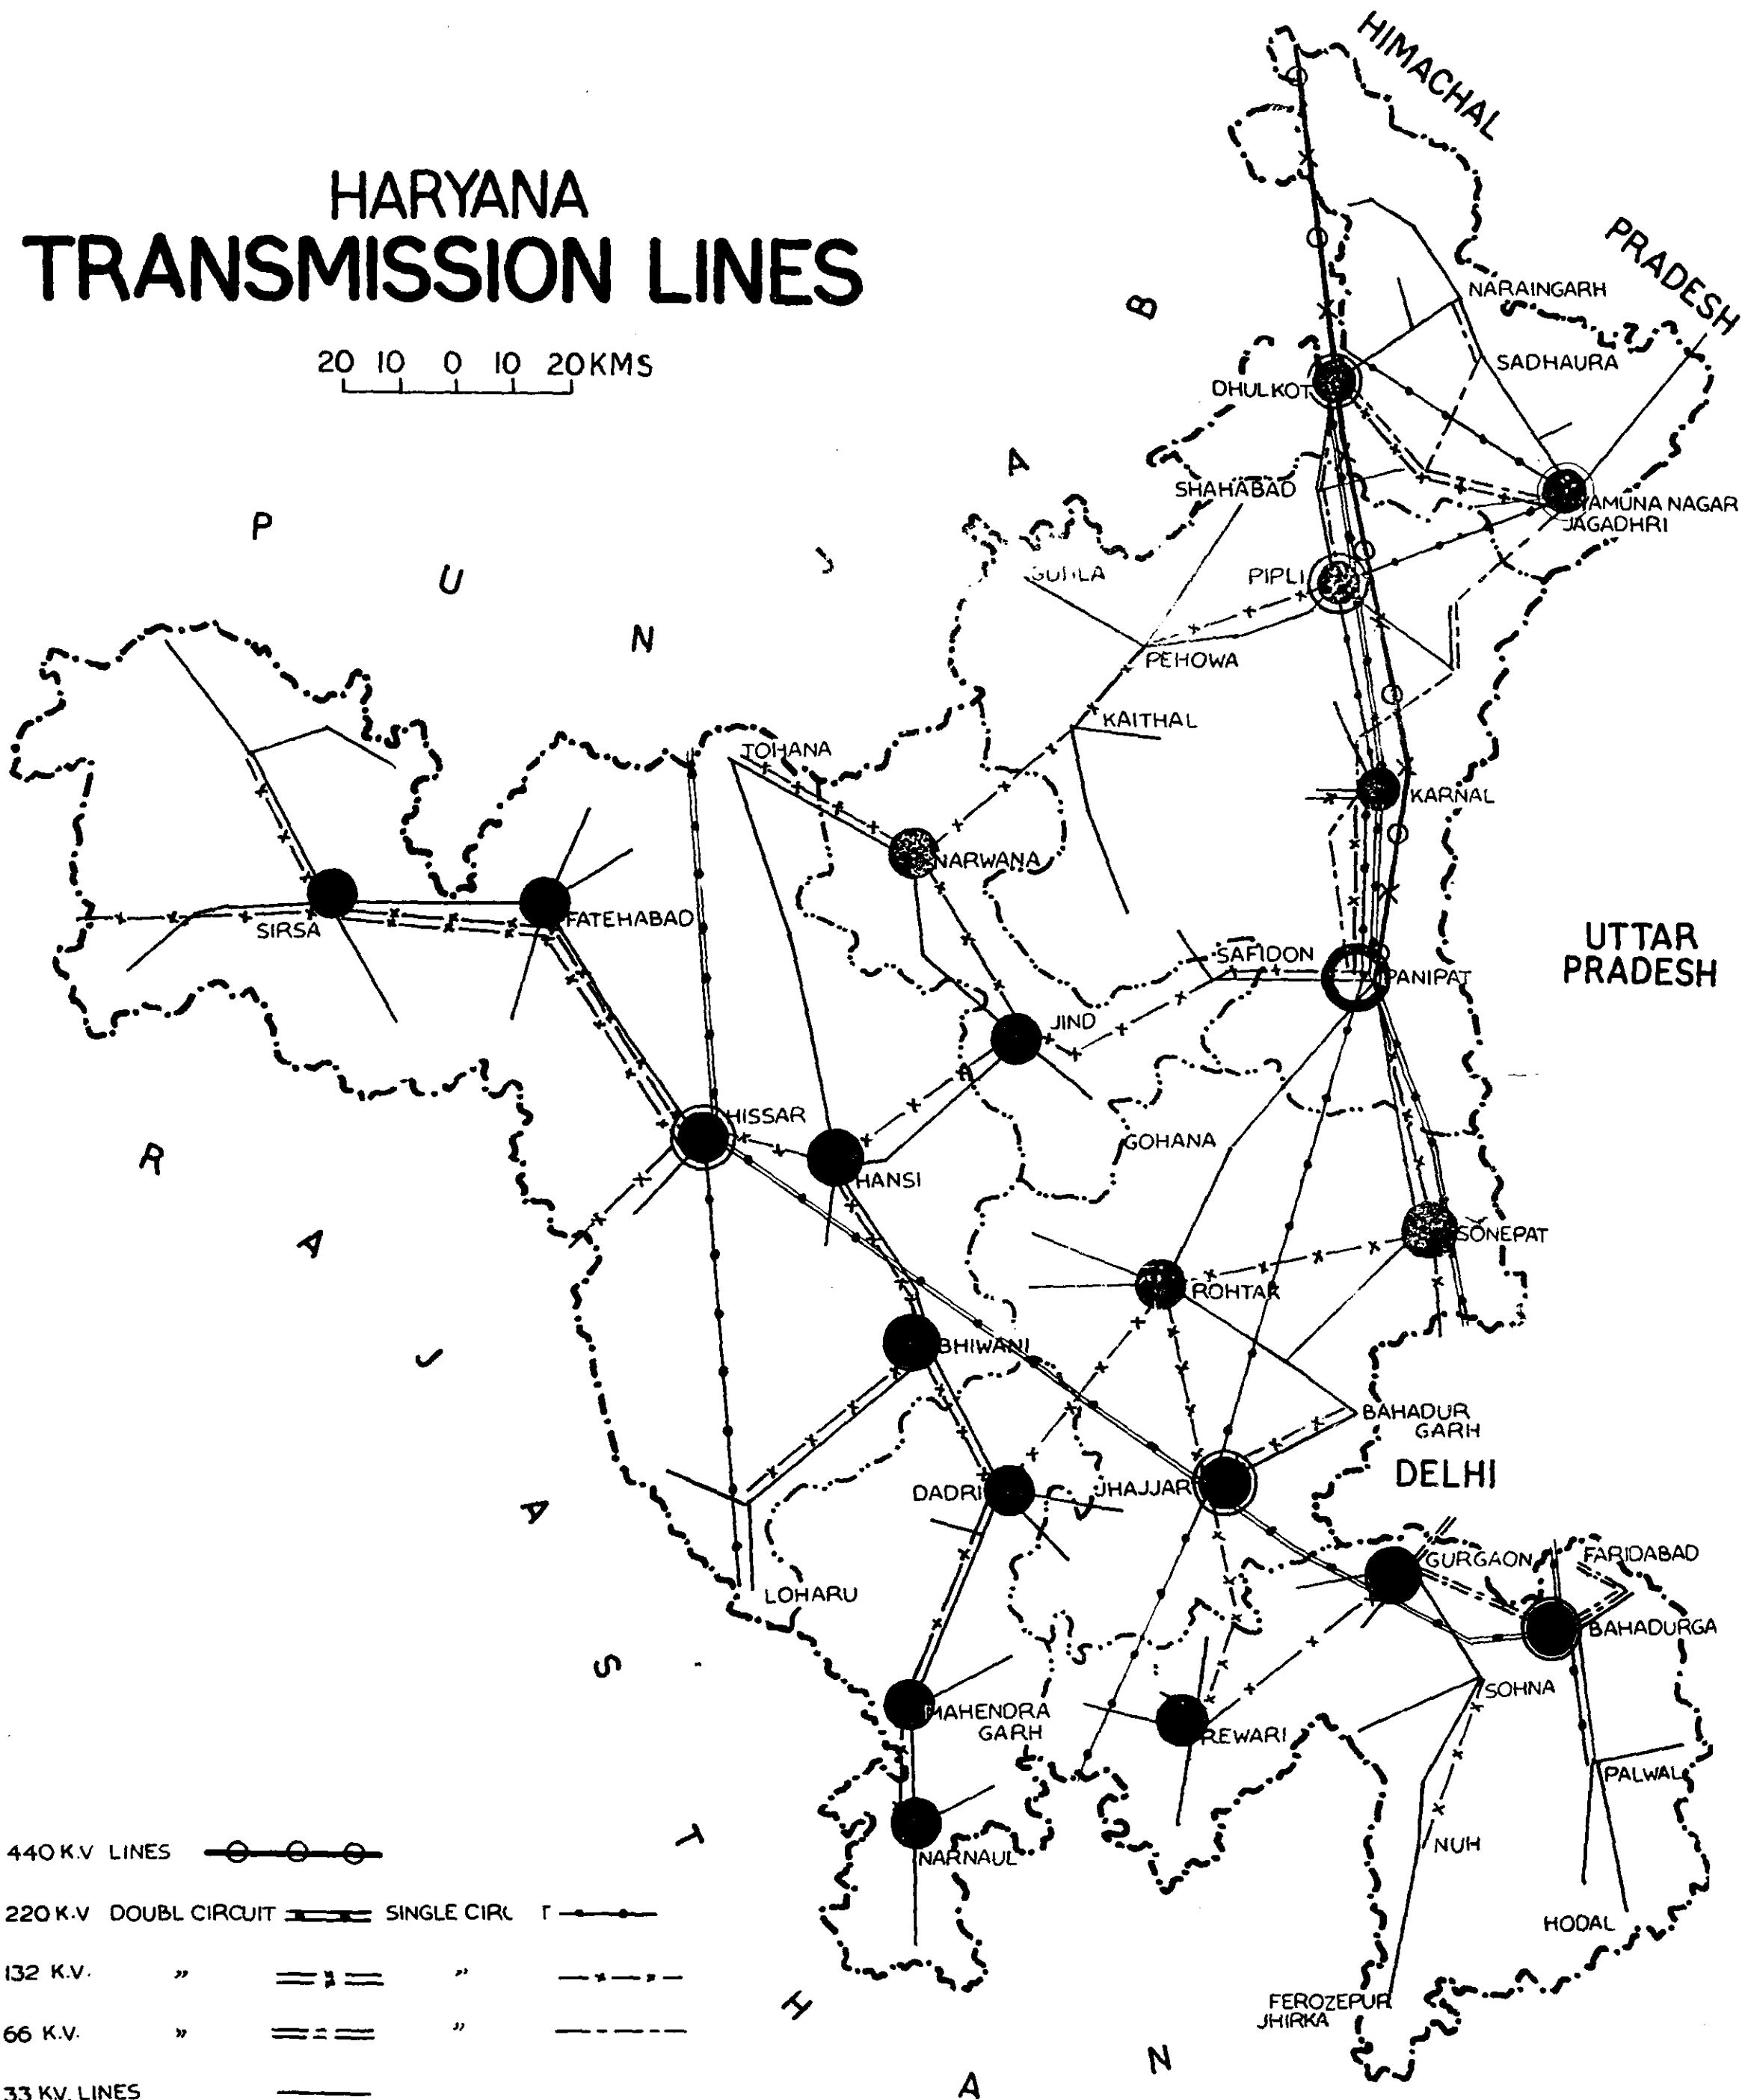 HARYANA
TRANSMISSION LINES
20 10 0 10 20 KMS
HIMACHAL
PRADESH
P U N J A B
NARAINGARH
SADHAURA
DHULKOT
SHAHABAD
YAMUNA NAGAR
JAGADHRI
GUHLA
PIPLI
PEHOWA
KAITHAL
TOHANA
KARNAL
NARWANA
SIRSA
FATEHABAD
SAFIDON
PANIPAT
UTTAR
PRADESH
JIND
HISSAR
GOHANA
HANSI
SONEPAT
ROHTAK
BHIWANI
BAHADUR
GARH
DELHI
DADRI
JHAJJAR
GURGAON
FARIDABAD
LOHARU
BAHADURGA
SOHNA
MAHENDRA
GARH
REWARI
PALWAL
NUH
NARNAUL
HODAL
FEROZEPUR
JHIRKA
R A J A S T H A N
440 K.V LINES
220 K.V DOUBL CIRCUIT SINGLE CIRC T
132 K.V. " "
66 K.V. " "
33 KV. LINES